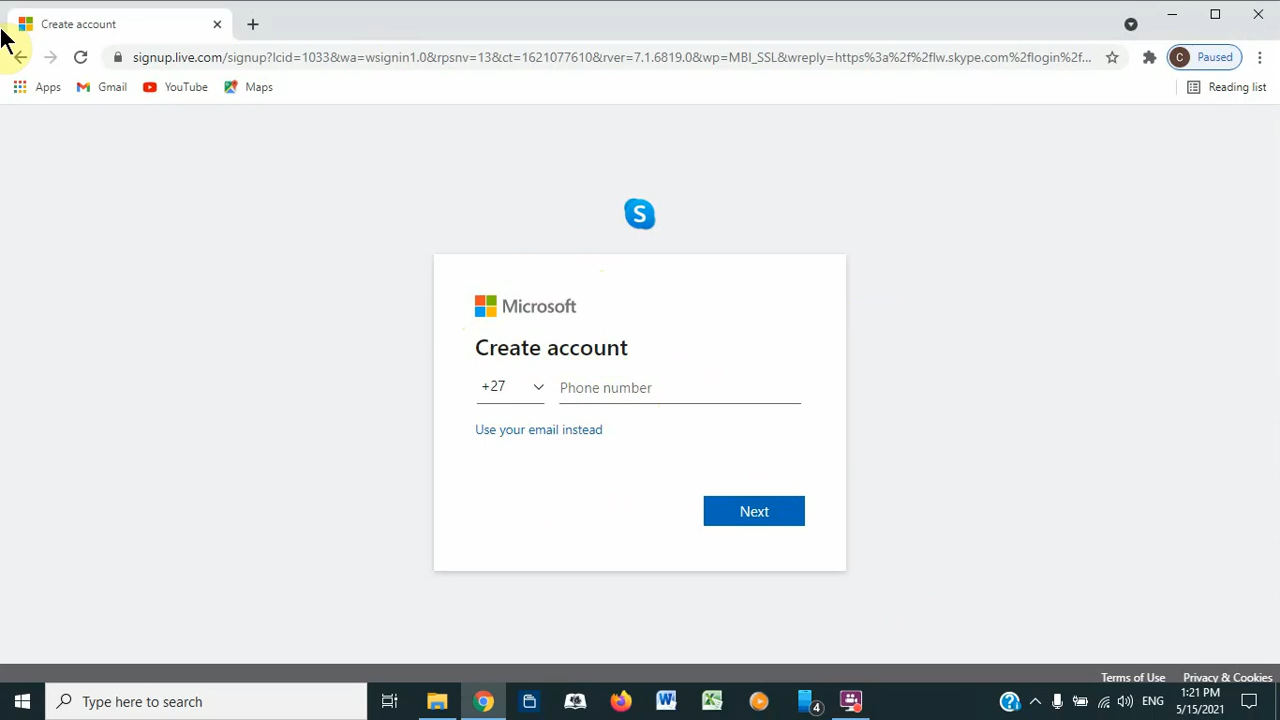 Create account
signup.live.com/signup?lcid=1033&wa=wsignin1.0&rpsnv=13&ct=1621077610&rver=7.1.6819.0&wp=MBI_SSL&wreply=https%3a%2f%2flw.skype.com%2flogin%2f...
C Paused
Apps Gmail YouTube Maps Reading list
S
Microsoft
Create account
+27 Phone number
Use your email instead
Next
Terms of Use Privacy & Cookies
Type here to search
4
ENG
1:21 PM
5/15/2021